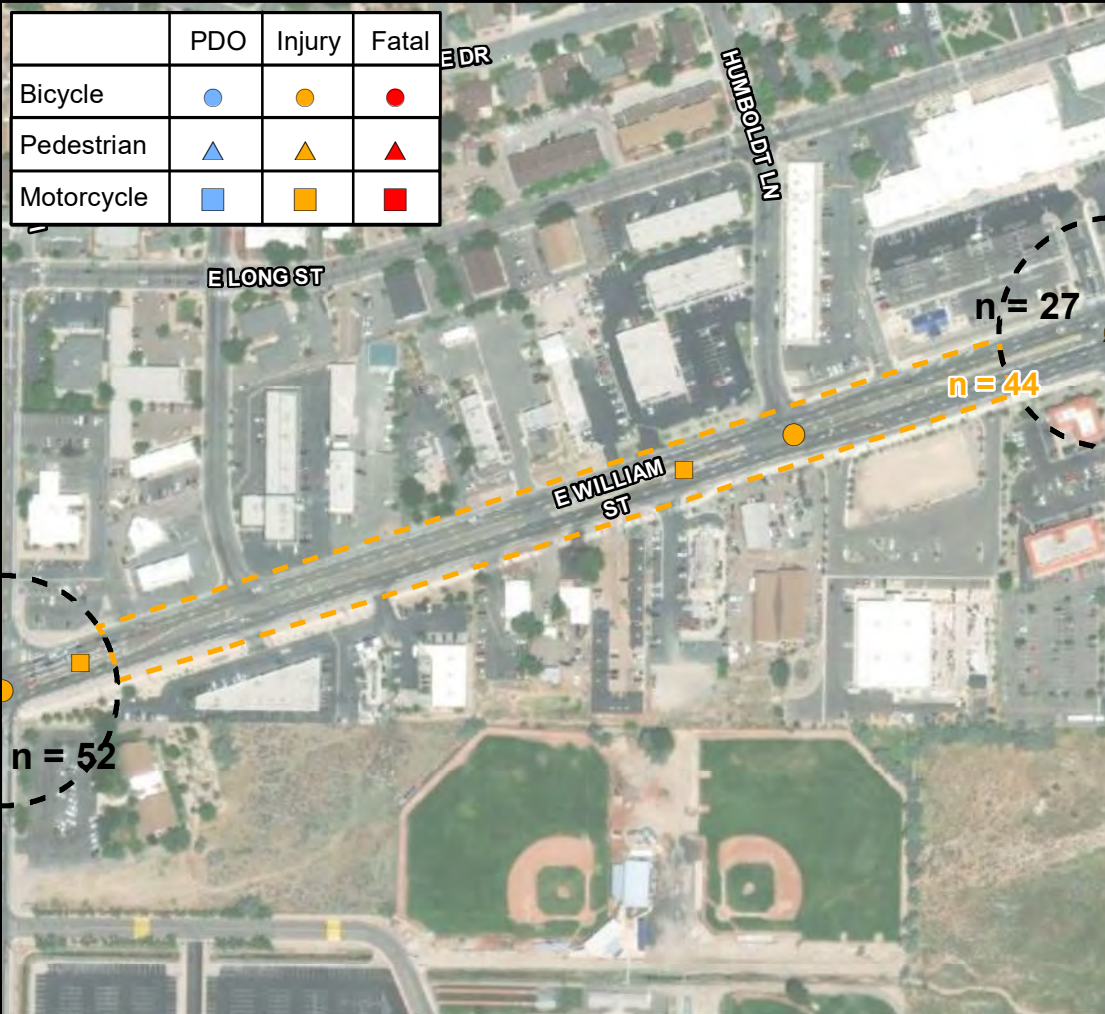 PDO Injury Fatal
Bicycle
Pedestrian
Motorcycle
E DR
HUMBOLDT LN
E LONG ST
n = 27
n = 44
E WILLIAM
ST
n = 52